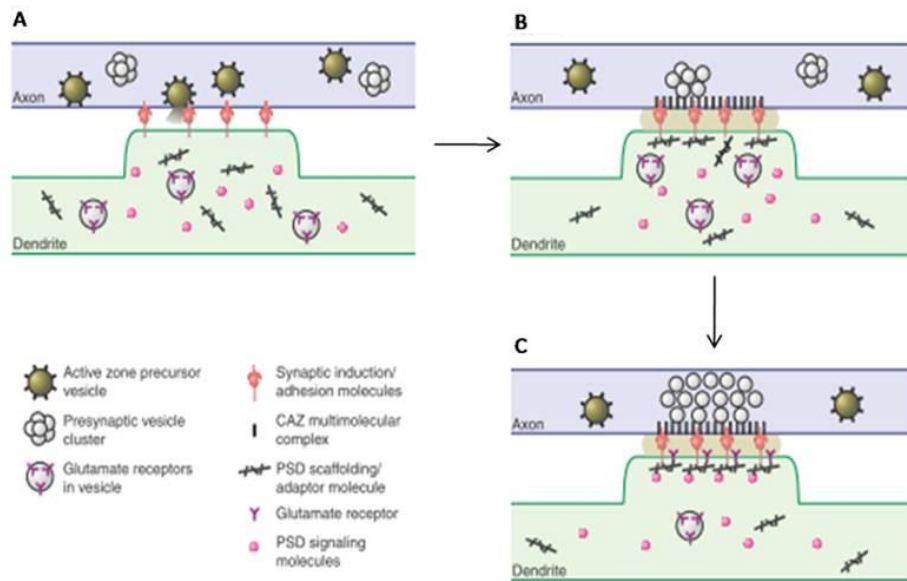 A
Axon
Dendrite
B
Axon
Dendrite
C
Axon
Dendrite
Active zone precursor
vesicle
Presynaptic vesicle
cluster
Glutamate receptors
in vesicle
Synaptic induction/
adhesion molecules
CAZ multimolecular
complex
PSD scaffolding/
adaptor molecule
Glutamate receptor
PSD signaling
molecules